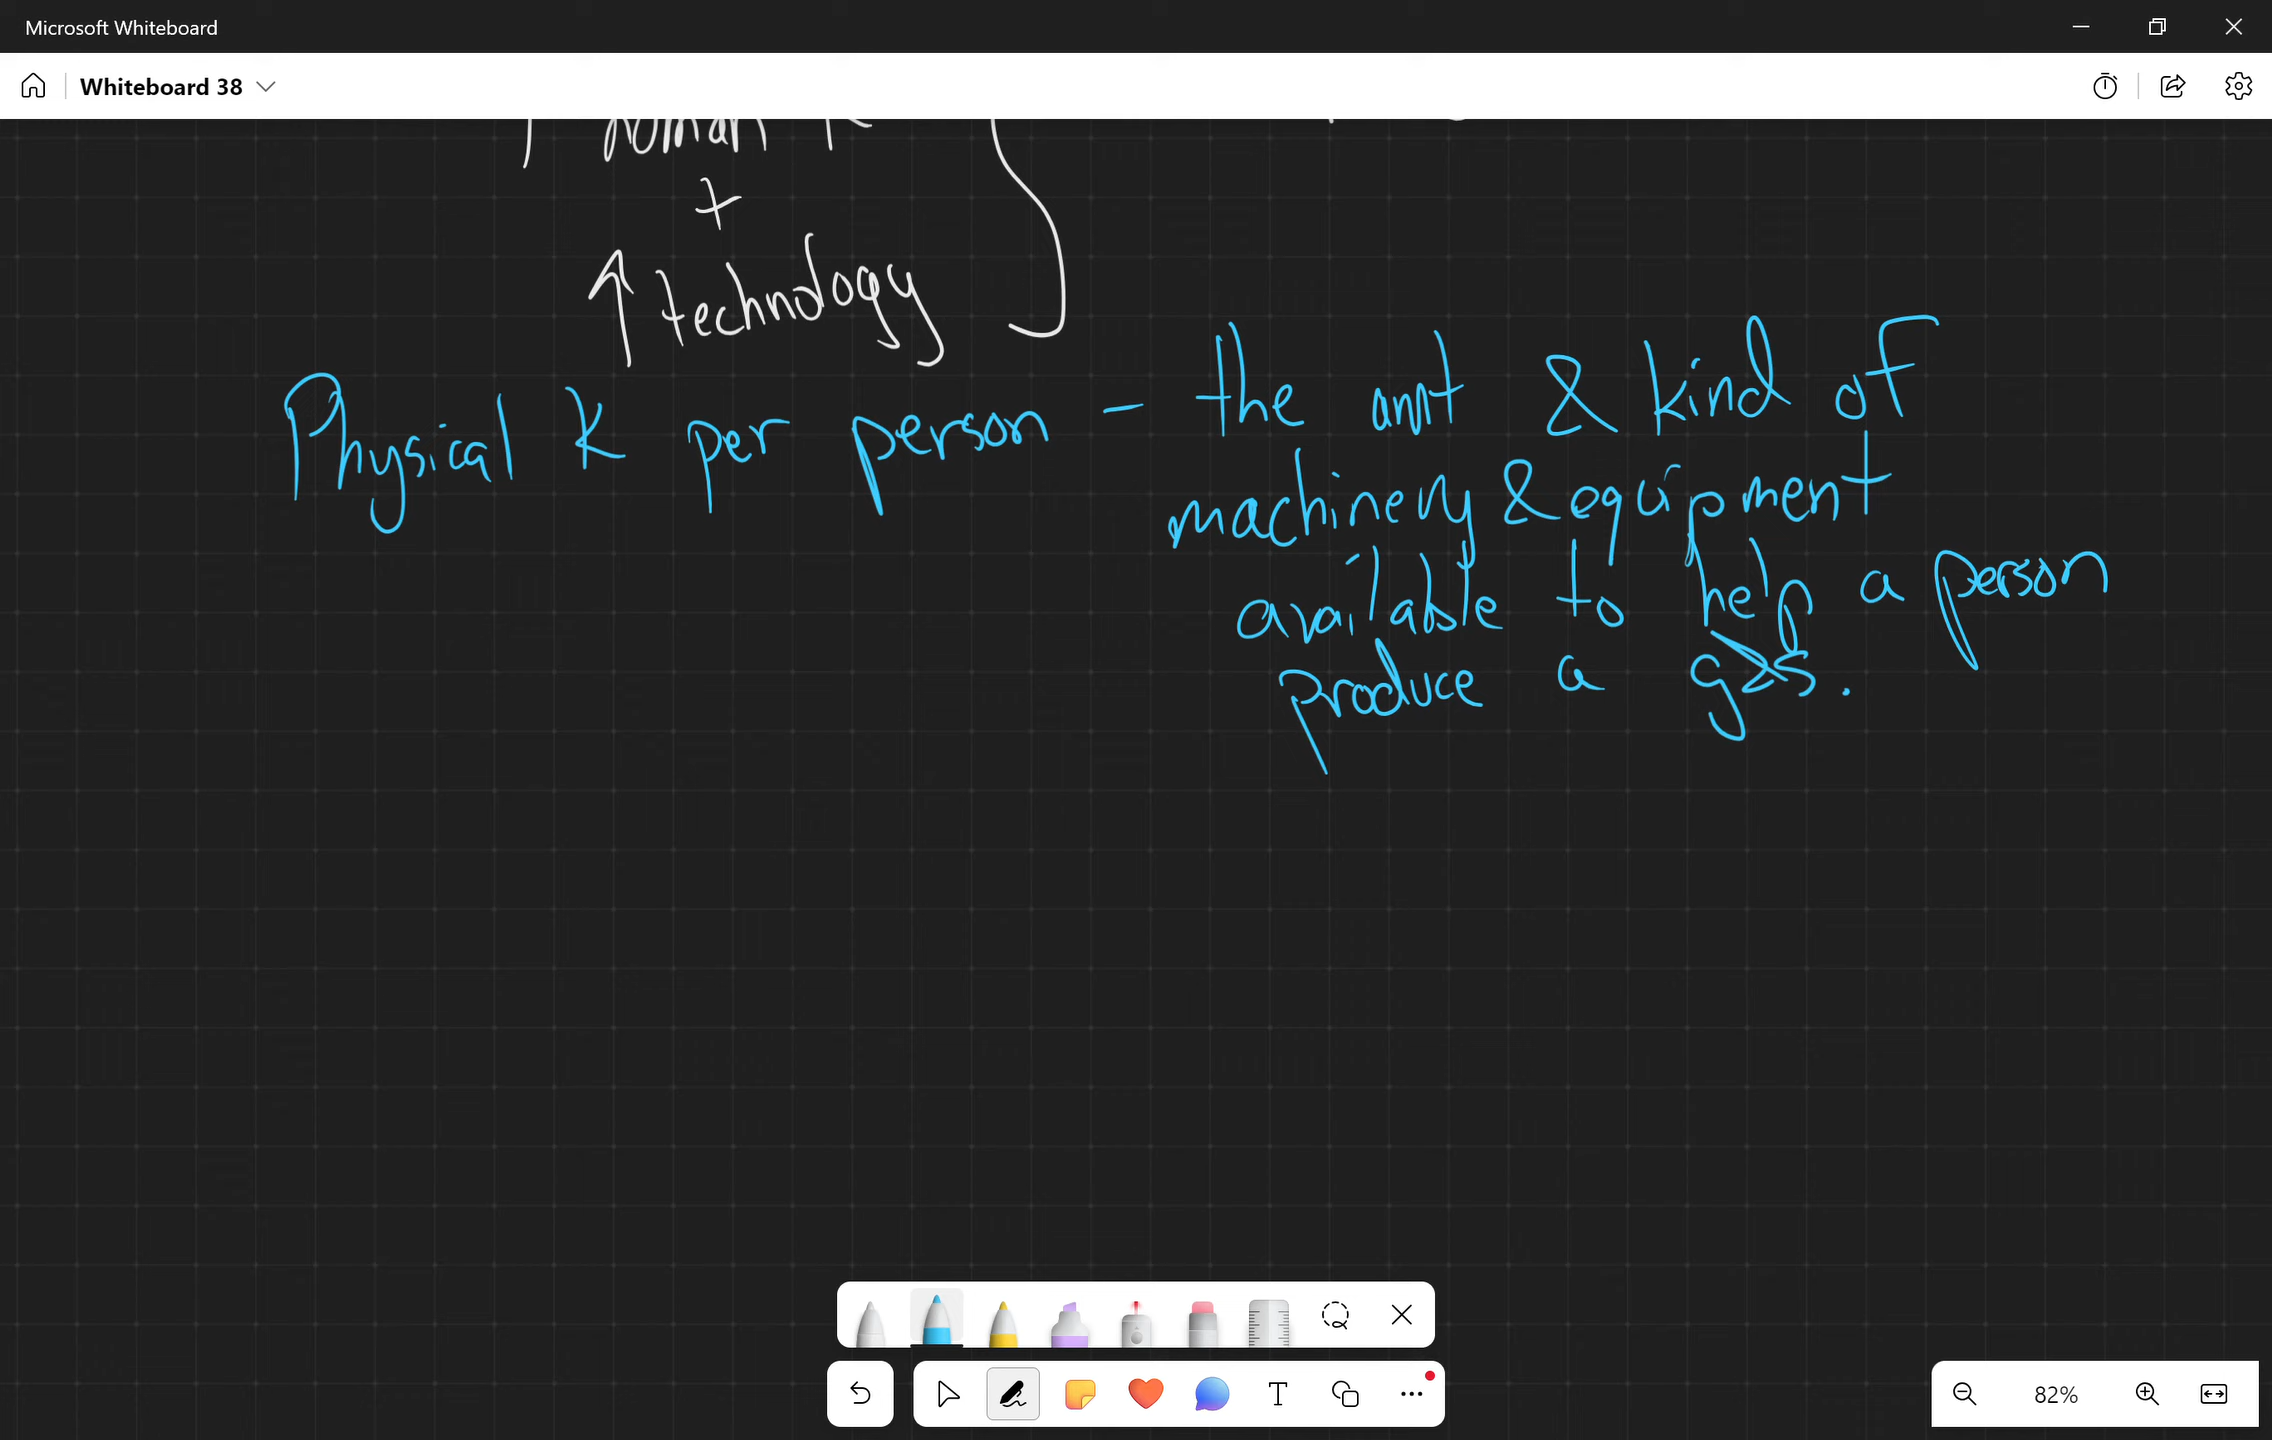 Microsoft Whiteboard
Whiteboard 38
human K
+
↑ technology
Physical K per person - the amt & kind of
machinery & equipment
available to help a person
produce a g&s.
82%